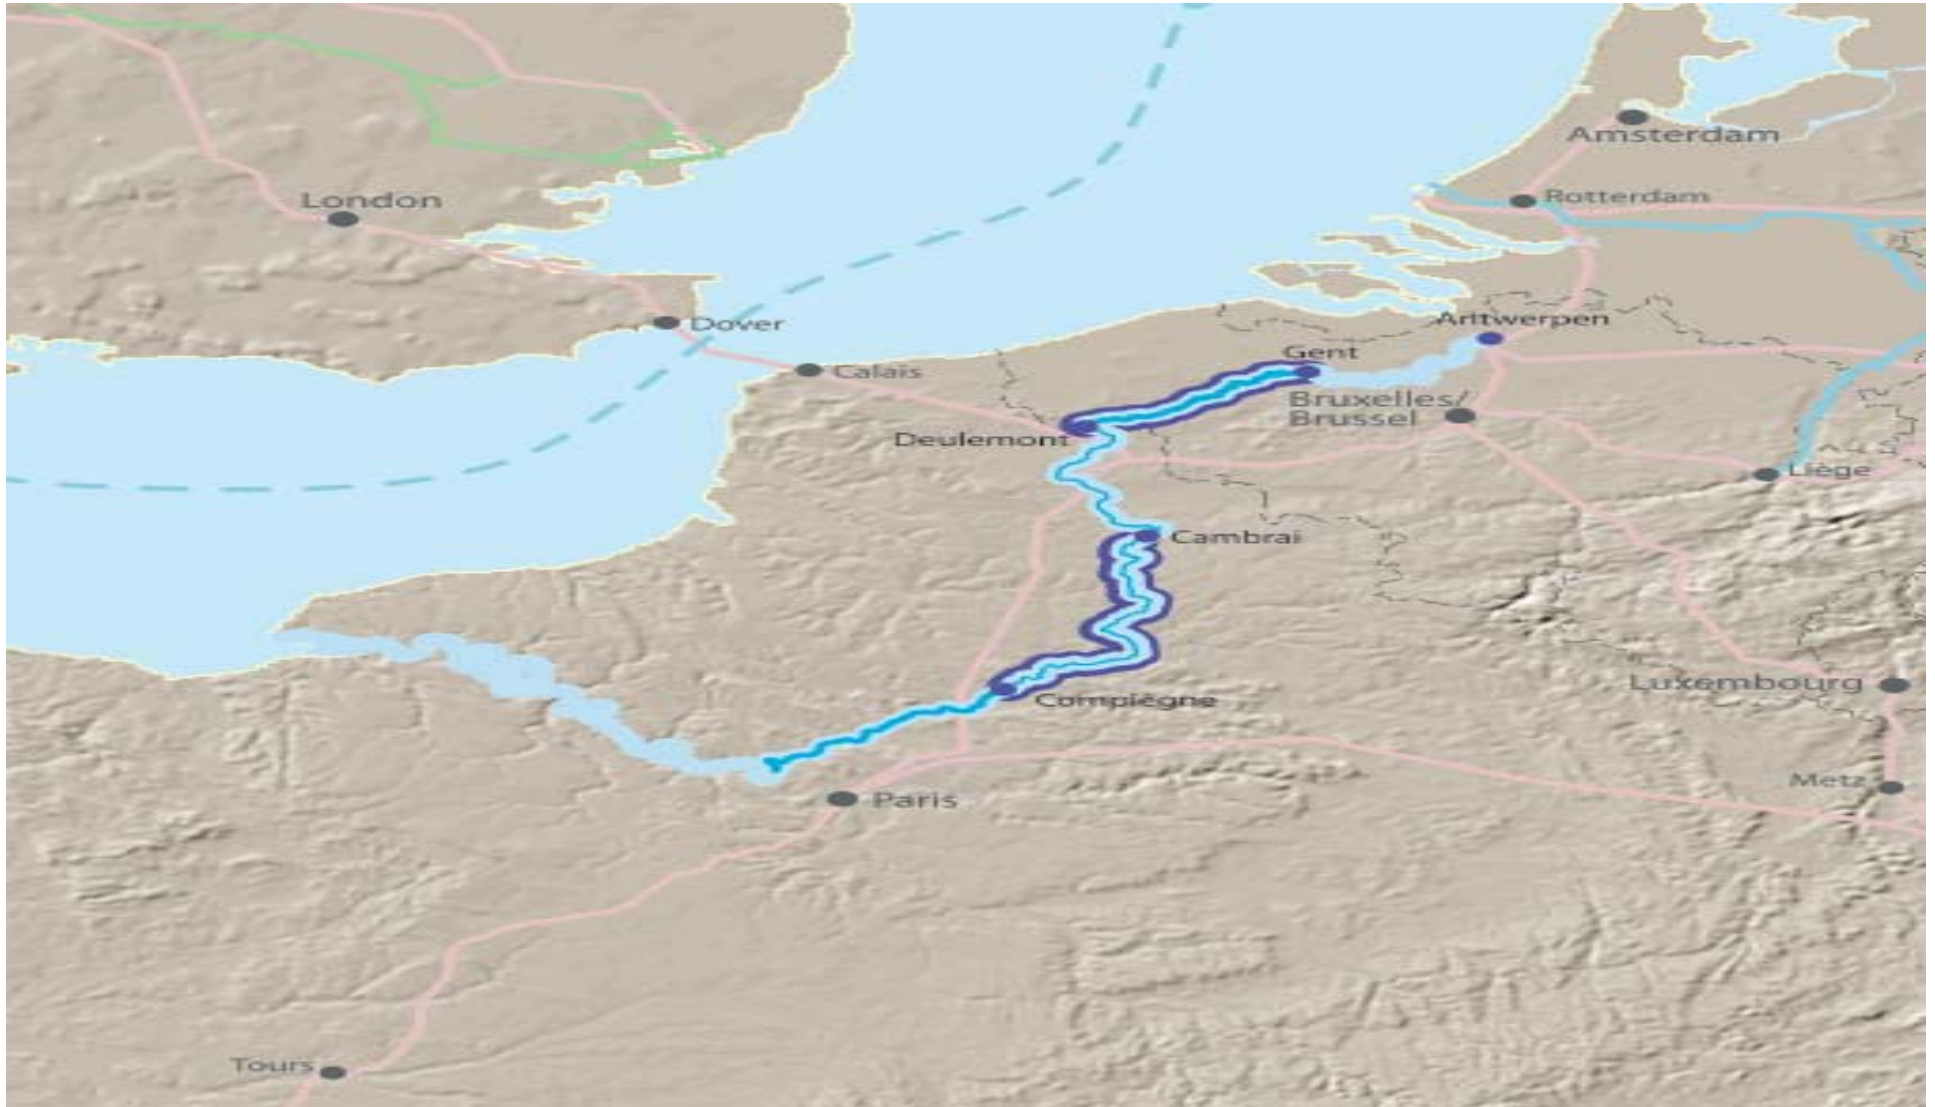 Amsterdam
London
Rotterdam
Dover
Antwerpen
Gent
Calais
Bruxelles/
Brussel
Deulemont
Liège
Cambrai
Luxembourg
Compiègne
Metz
Paris
Tours